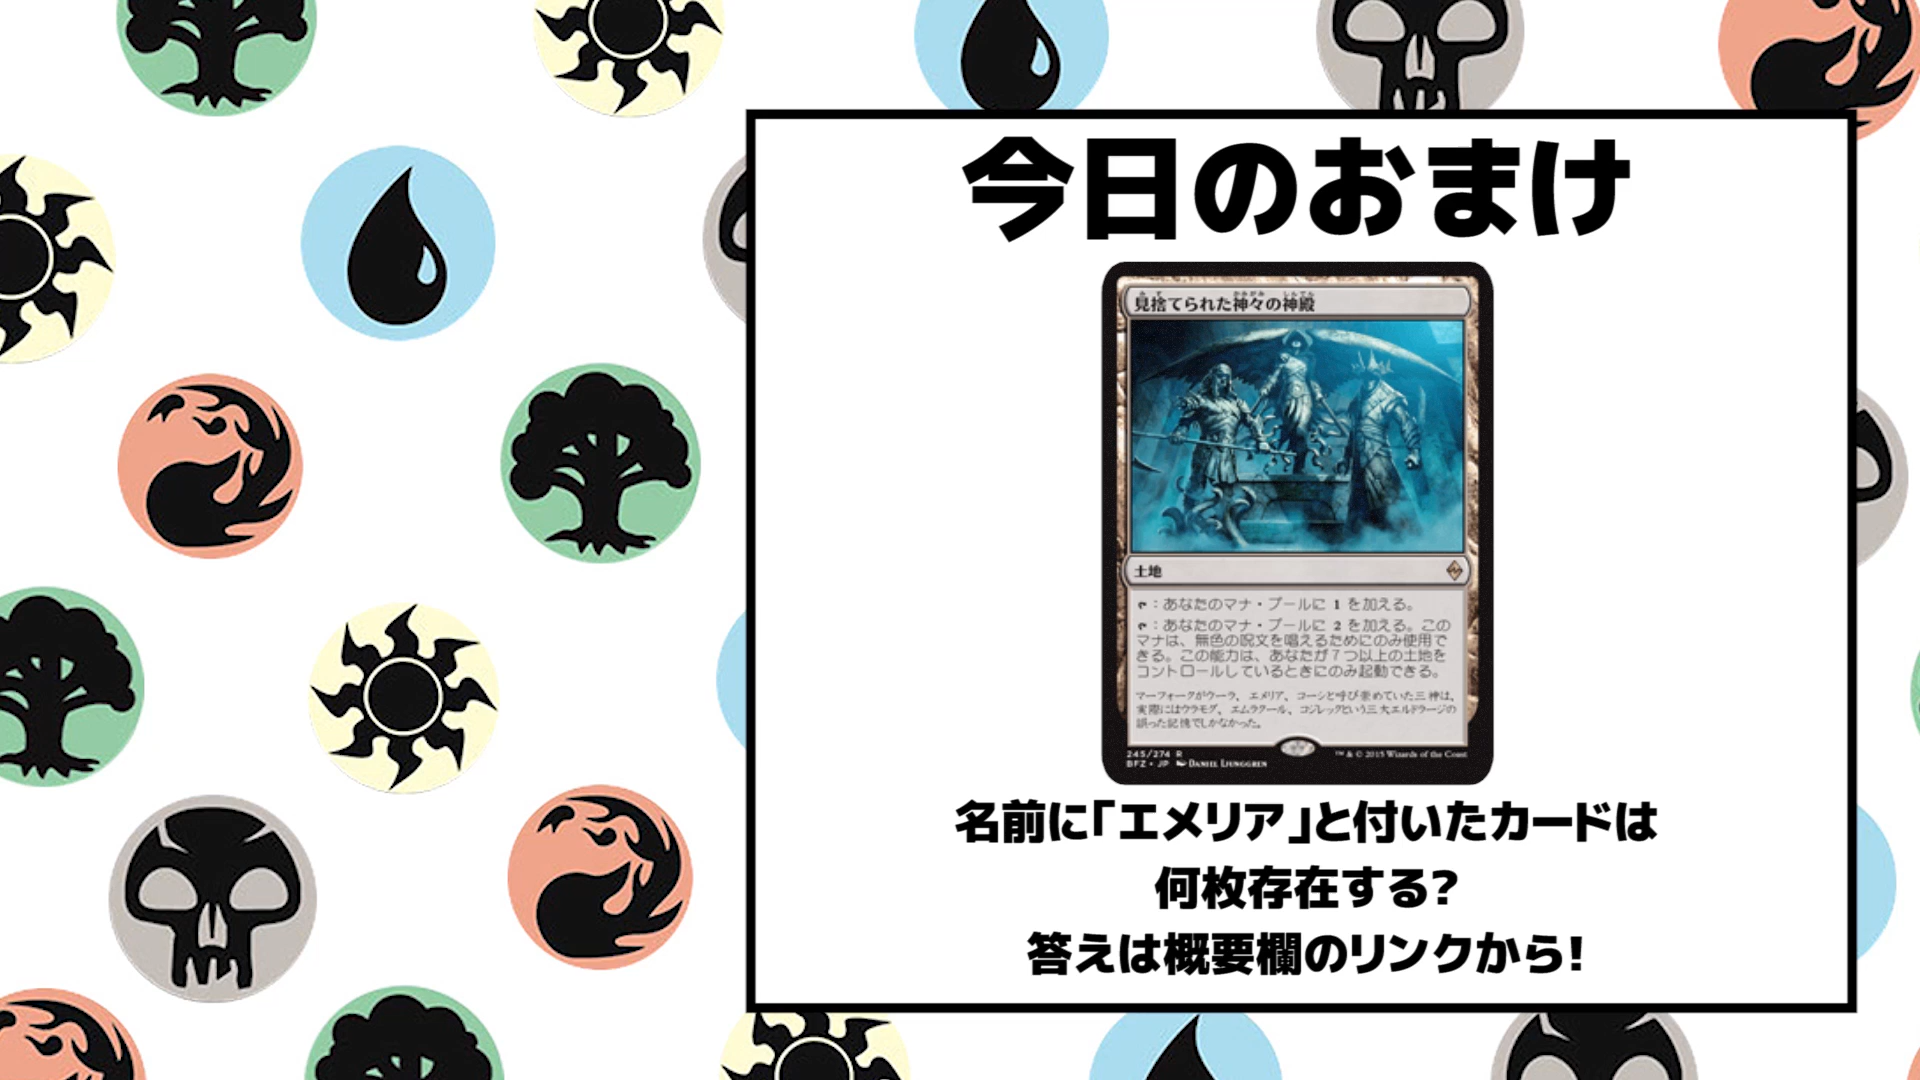 今日のおまけ
見捨てられた神々の神殿
土地
：あなたのマナ・プールに 1 を加える。
：あなたのマナ・プールに 2 を加える。この
マナは、無色の呪文を唱えるためにのみ使用で
きる。この能力は、あなたが７つ以上の土地を
コントロールしているときにのみ起動できる。
マーフォークがウーラ、エメリア、コーシと呼び崇めていた三神は、
実際にはウラモグ、エムラクール、コジレックという三大エルドラージの
誤った記憶でしかなかった。
245/274 R
BFZ • JP DANIEL LJUNGGREN
™ & © 2015 Wizards of the Coast
名前に「エメリア」と付いたカードは
何枚存在する?
答えは概要欄のリンクから!